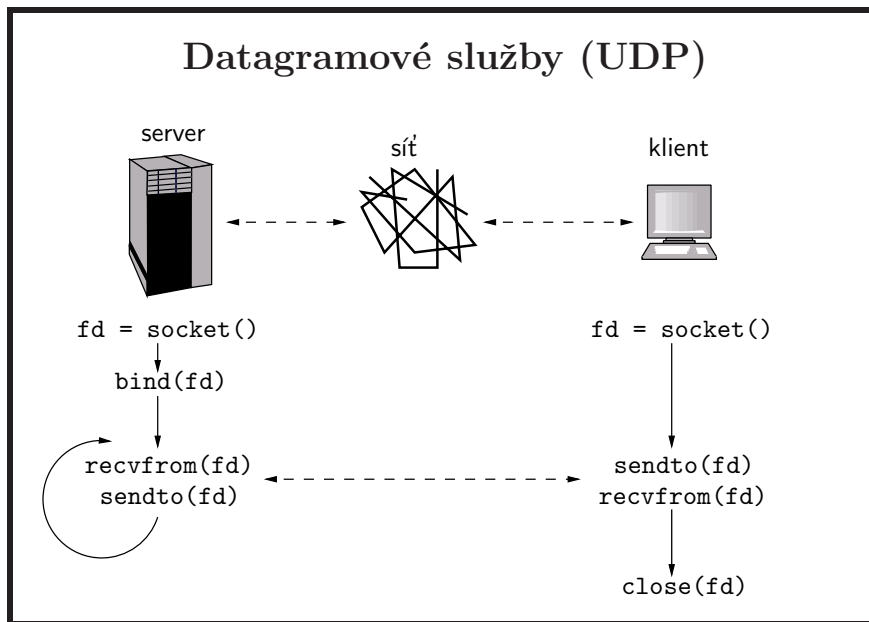 Datagramové služby (UDP)
server
síť
klient
fd = socket()
fd = socket()
bind(fd)
recvfrom(fd)
sendto(fd)
sendto(fd)
recvfrom(fd)
close(fd)